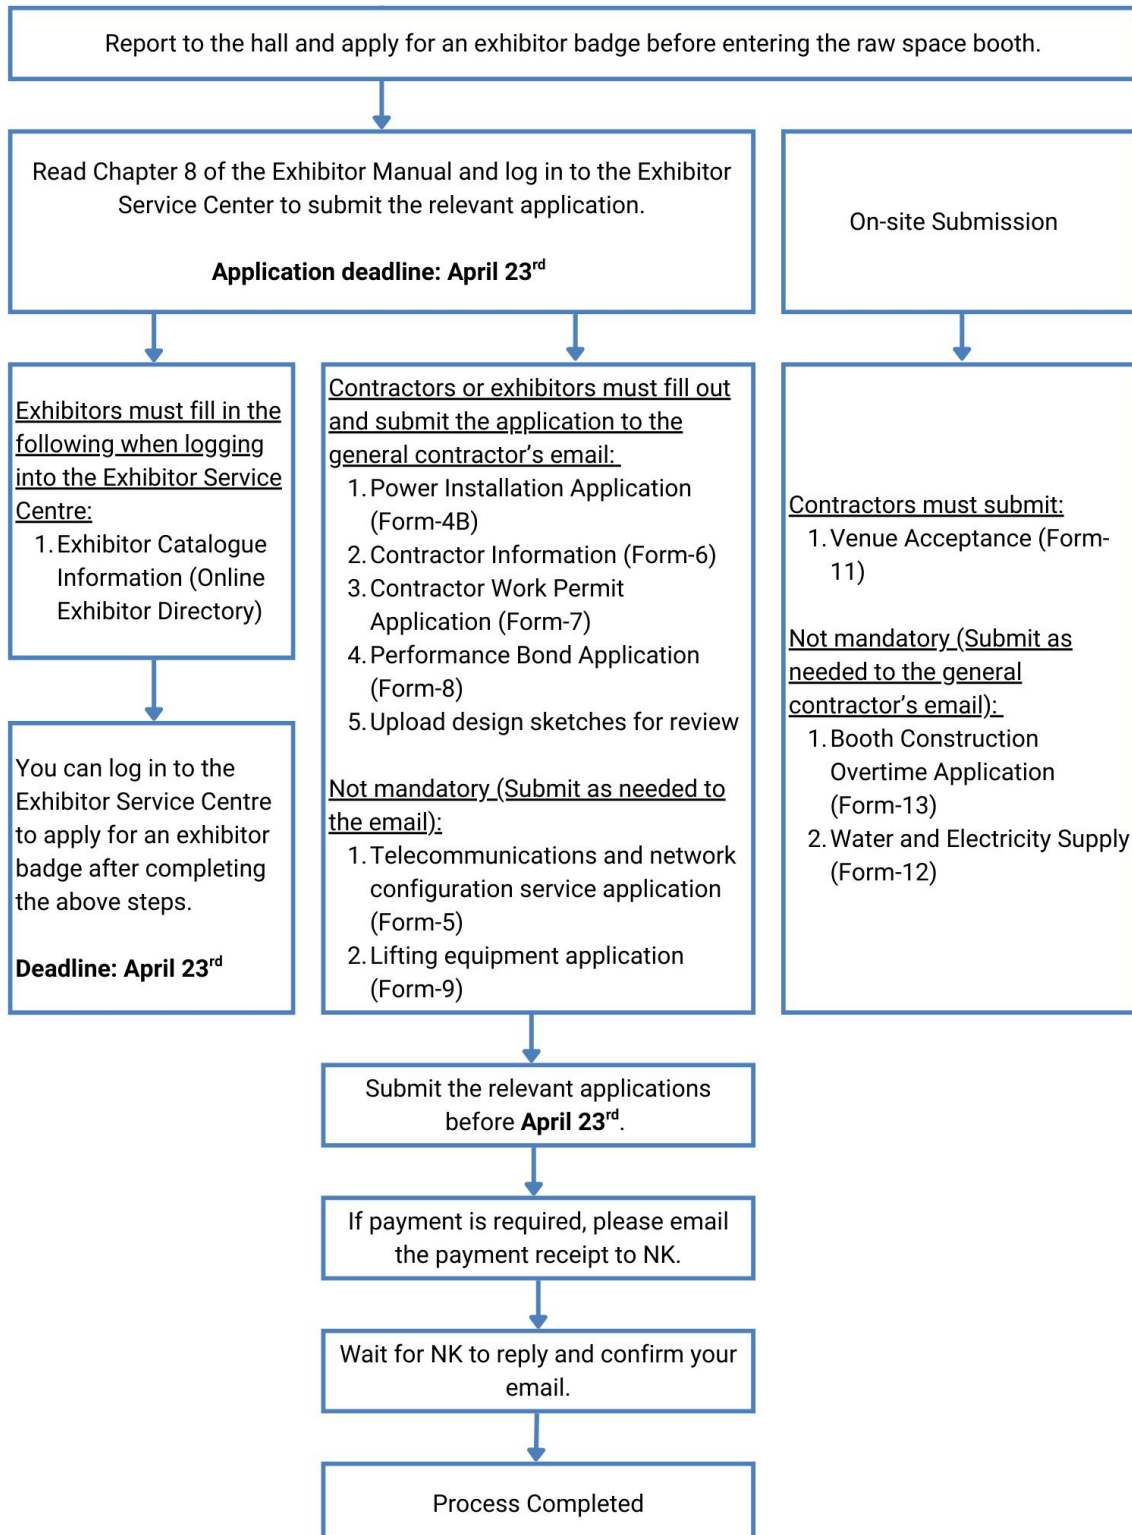 Report to the hall and apply for an exhibitor badge before entering the raw space booth.
Read Chapter 8 of the Exhibitor Manual and log in to the Exhibitor
Service Center to submit the relevant application.
Application deadline: April 23rd
On-site Submission
Exhibitors must fill in the
following when logging
into the Exhibitor Service
Centre:
1. Exhibitor Catalogue
Information (Online
Exhibitor Directory)
You can log in to the
Exhibitor Service Centre
to apply for an exhibitor
badge after completing
the above steps.
Deadline: April 23rd
Contractors or exhibitors must fill out
and submit the application to the
general contractor’s email:
1. Power Installation Application
(Form-4B)
2. Contractor Information (Form-6)
3. Contractor Work Permit
Application (Form-7)
4. Performance Bond Application
(Form-8)
5. Upload design sketches for review
Not mandatory (Submit as needed to
the email):
1. Telecommunications and network
configuration service application
(Form-5)
2. Lifting equipment application
(Form-9)
Contractors must submit:
1. Venue Acceptance (Form-
11)
Not mandatory (Submit as
needed to the general
contractor’s email):
1. Booth Construction
Overtime Application
(Form-13)
2. Water and Electricity Supply
(Form-12)
Submit the relevant applications
before April 23rd.
If payment is required, please email
the payment receipt to NK.
Wait for NK to reply and confirm your
email.
Process Completed